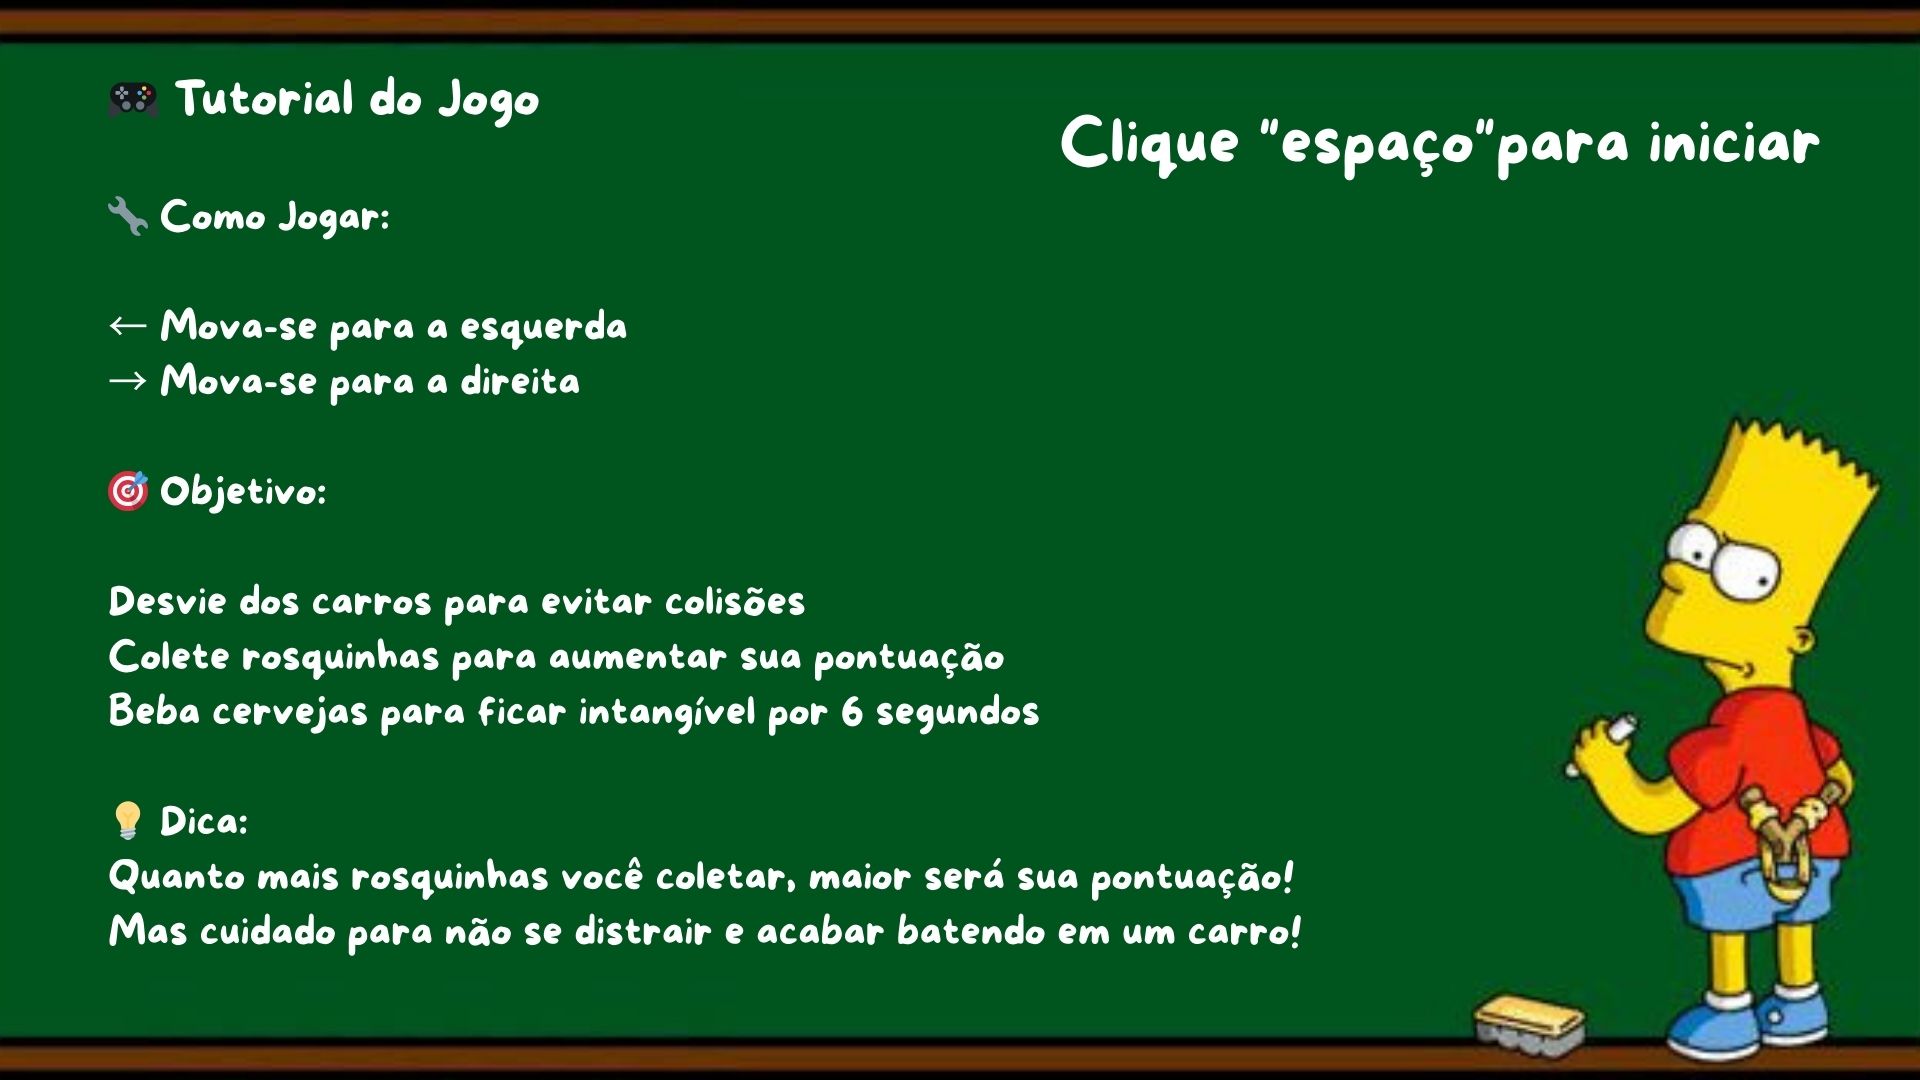 🎮 Tutorial do Jogo
Clique "espaço"para iniciar
🔧 Como Jogar:
← Mova-se para a esquerda
→ Mova-se para a direita
🎯 Objetivo:
Desvie dos carros para evitar colisões
Colete rosquinhas para aumentar sua pontuação
Beba cervejas para ficar intangível por 6 segundos
💡 Dica:
Quanto mais rosquinhas você coletar, maior será sua pontuação!
Mas cuidado para não se distrair e acabar batendo em um carro!